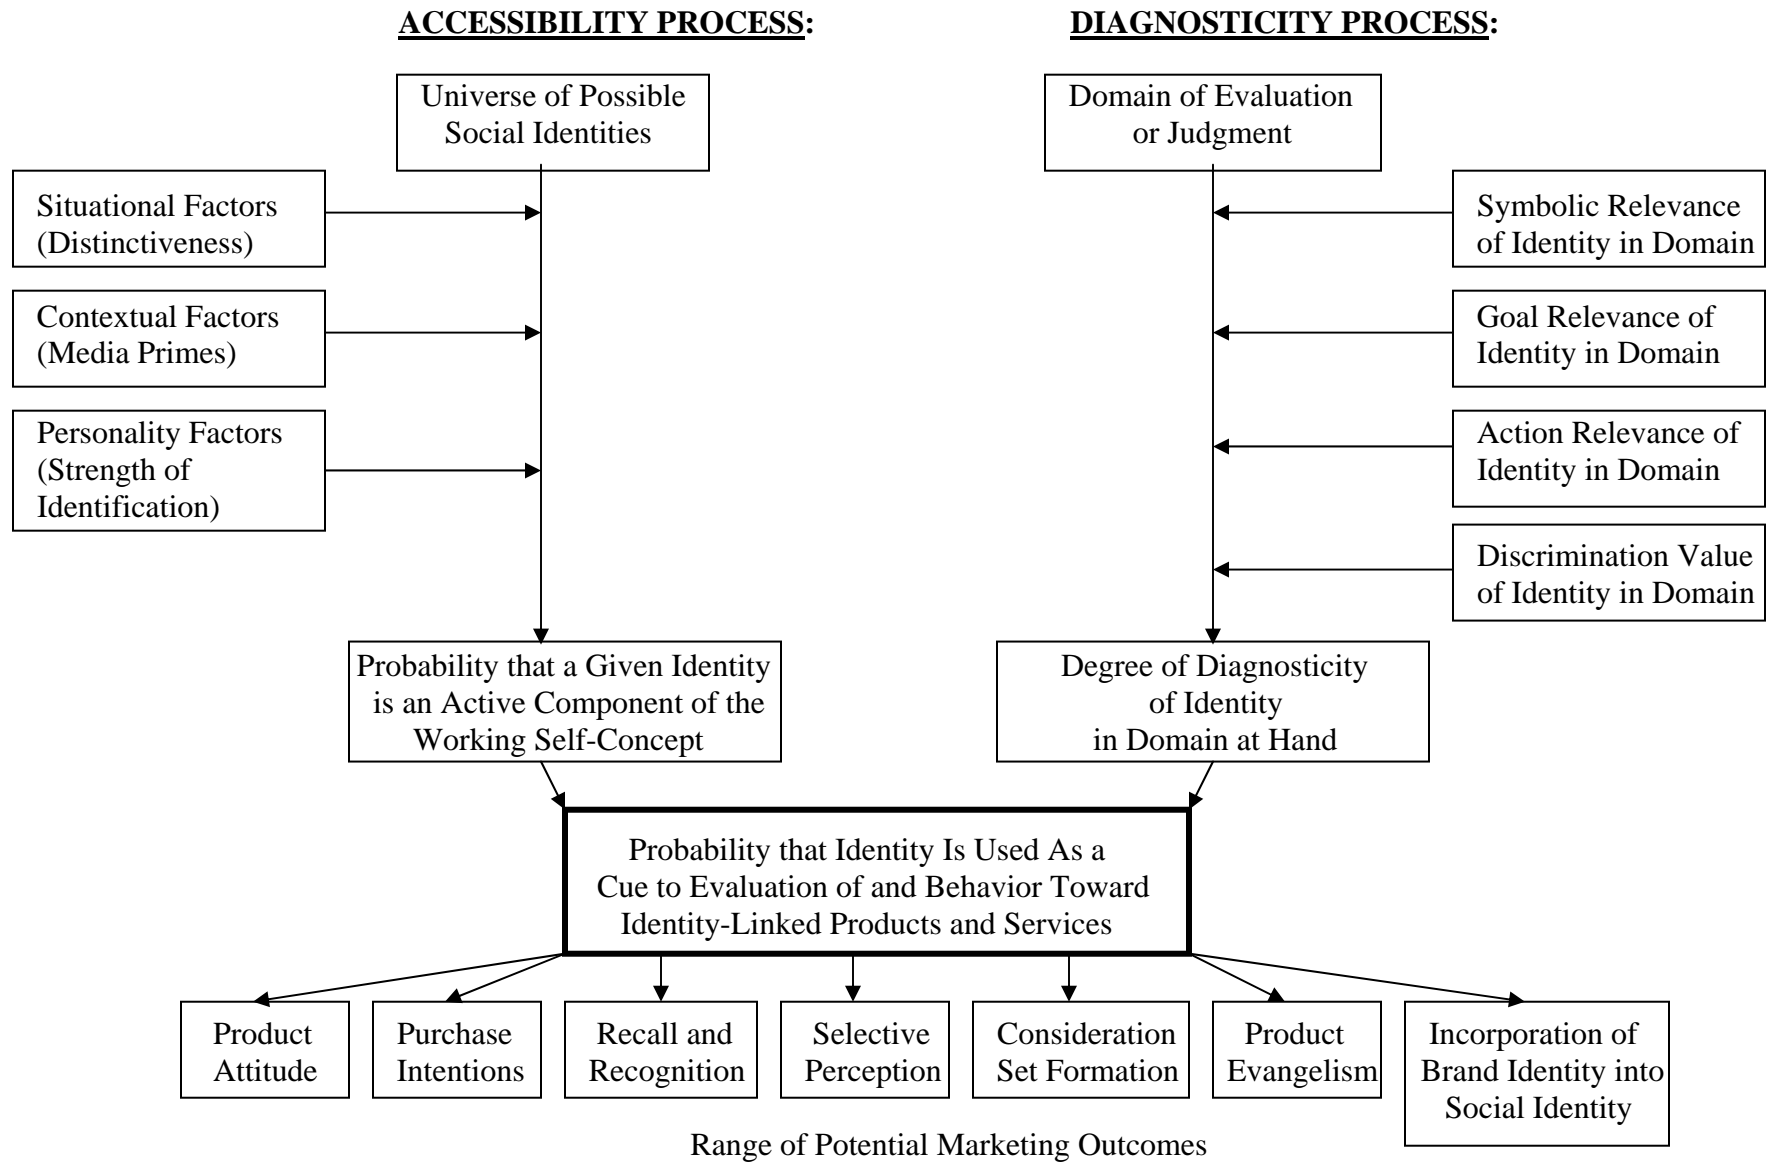 ACCESSIBILITY PROCESS:
DIAGNOSTICITY PROCESS:
Universe of Possible
Social Identities
Domain of Evaluation
or Judgment
Situational Factors
(Distinctiveness)
Contextual Factors
(Media Primes)
Personality Factors
(Strength of
Identification)
Symbolic Relevance
of Identity in Domain
Goal Relevance of
Identity in Domain
Action Relevance of
Identity in Domain
Discrimination Value
of Identity in Domain
Probability that a Given Identity
is an Active Component of the
Working Self-Concept
Degree of Diagnosticity
of Identity
in Domain at Hand
Probability that Identity Is Used As a
Cue to Evaluation of and Behavior Toward
Identity-Linked Products and Services
Product
Attitude
Purchase
Intentions
Recall and
Recognition
Selective
Perception
Consideration
Set Formation
Product
Evangelism
Incorporation of
Brand Identity into
Social Identity
Range of Potential Marketing Outcomes